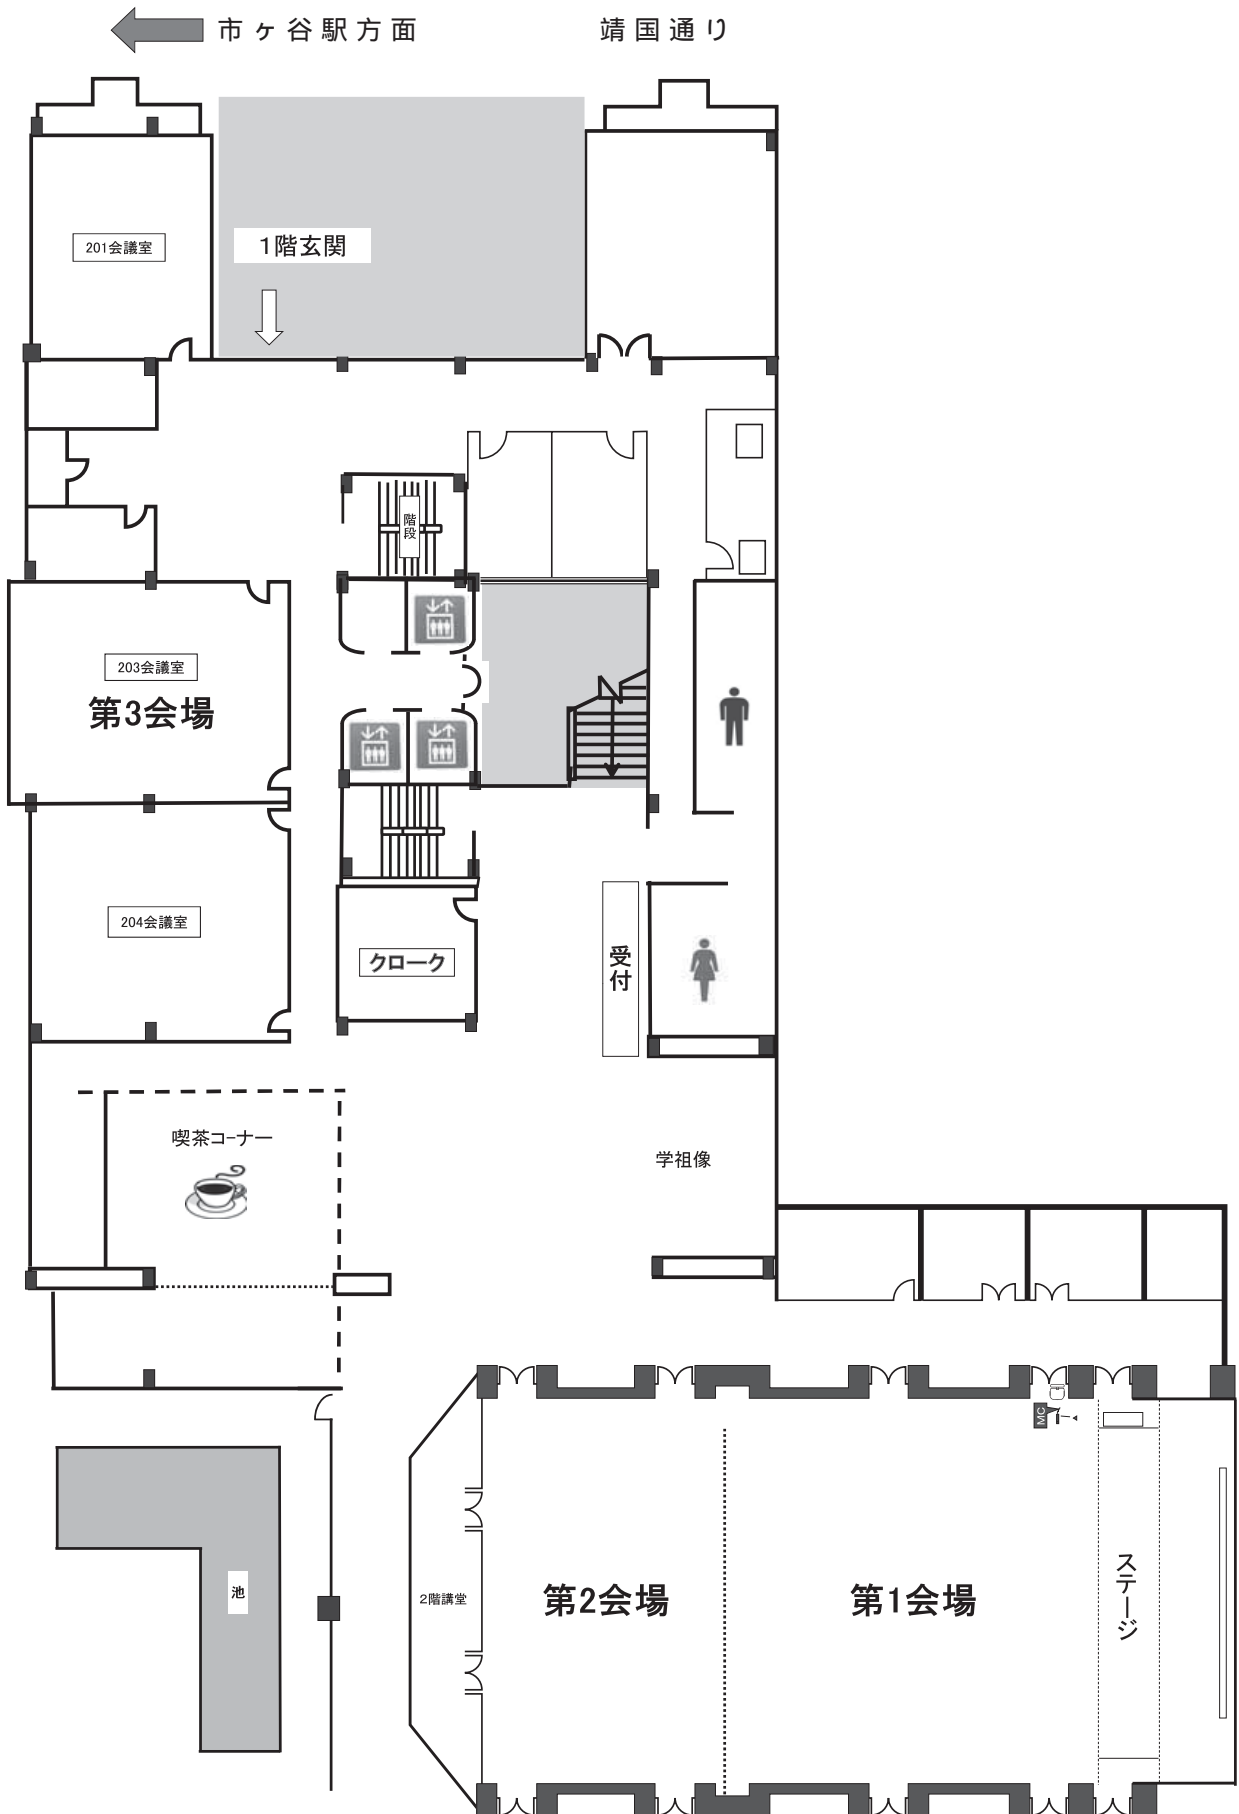 市ヶ谷駅方面
靖国通り
201会議室
1階玄関
階段
203会議室
第3会場
204会議室
クローク
受付
喫茶コーナー
学祖像
MC
池
2階講堂
第2会場
第1会場
ステージ